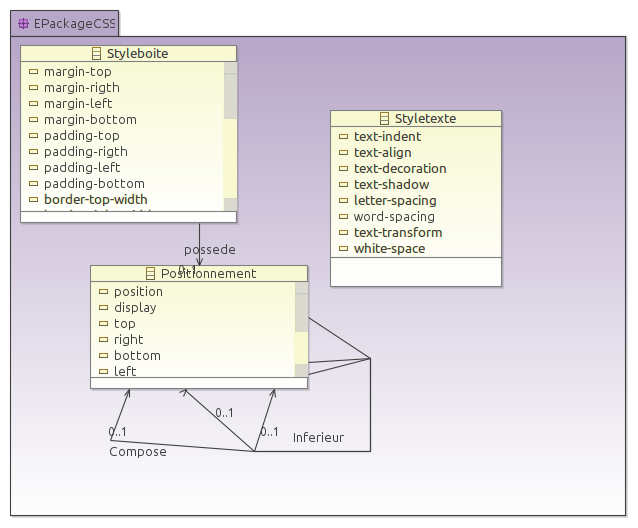 EPackageCSS
Styleboite
margin-top
margin-rigth
margin-left
margin-bottom
padding-top
padding-rigth
padding-left
padding-bottom
border-top-width
Styletexte
text-indent
text-align
text-decoration
text-shadow
letter-spacing
word-spacing
text-transform
white-space
possede
0..1
Positionnement
position
display
top
right
bottom
left
0..1
0..1
0..1
Inferieur
Compose